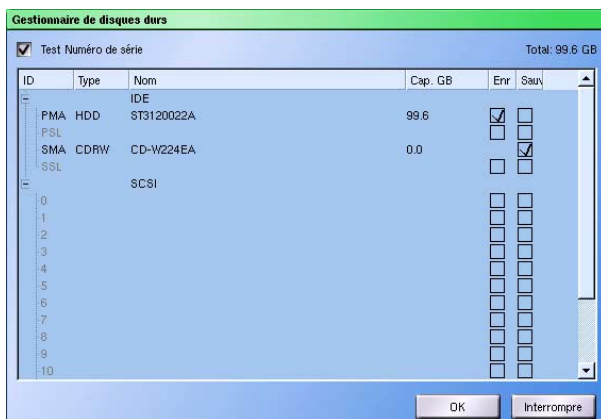 Gestionnaire de disques durs
Test Numéro de série Total: 99.6 GB
ID Type Nom Cap. GB Enr Sauv
IDE
PMA HDD ST3120022A 99.6
PSL
SMA CDRW CD-W224EA 0.0
SSL
SCSI
0
1
2
3
4
5
6
7
8
9
10
OK Interrompre